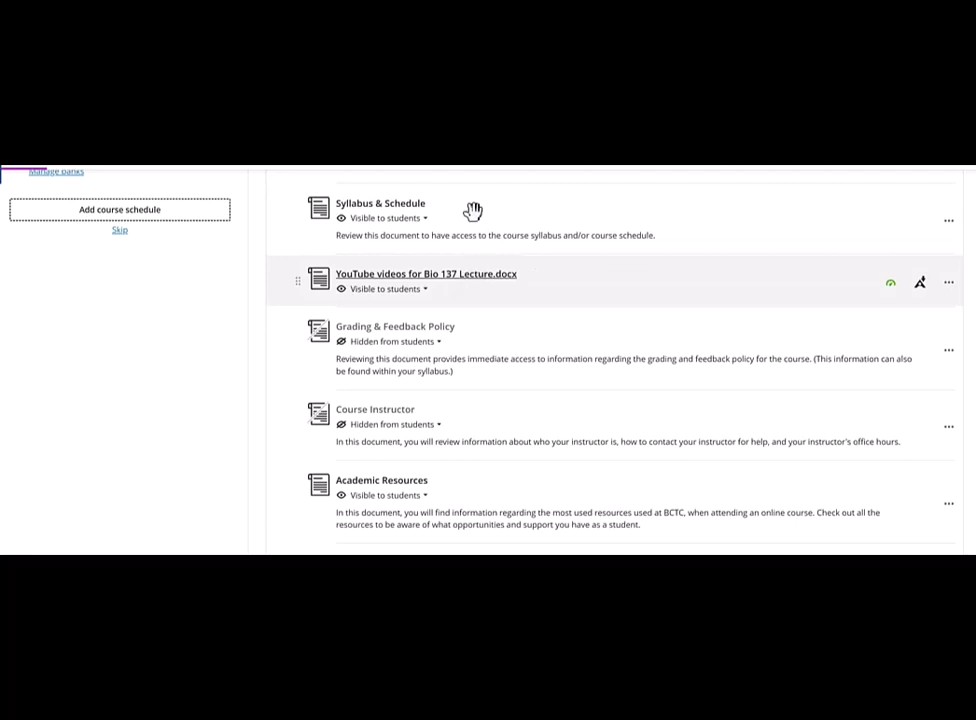 Manage banks
Add course schedule
Skip
Syllabus & Schedule
Visible to students
Review this document to have access to the course syllabus and/or course schedule.
YouTube videos for Bio 137 Lecture.docx
Visible to students
Grading & Feedback Policy
Hidden from students
Reviewing this document provides immediate access to information regarding the grading and feedback policy for the course. (This information can also
be found within your syllabus.)
Course Instructor
Hidden from students
In this document, you will review information about who your instructor is, how to contact your instructor for help, and your instructor's office hours.
Academic Resources
Visible to students
In this document, you will find information regarding the most used resources used at BCTC, when attending an online course. Check out all the
resources to be aware of what opportunities and support you have as a student.